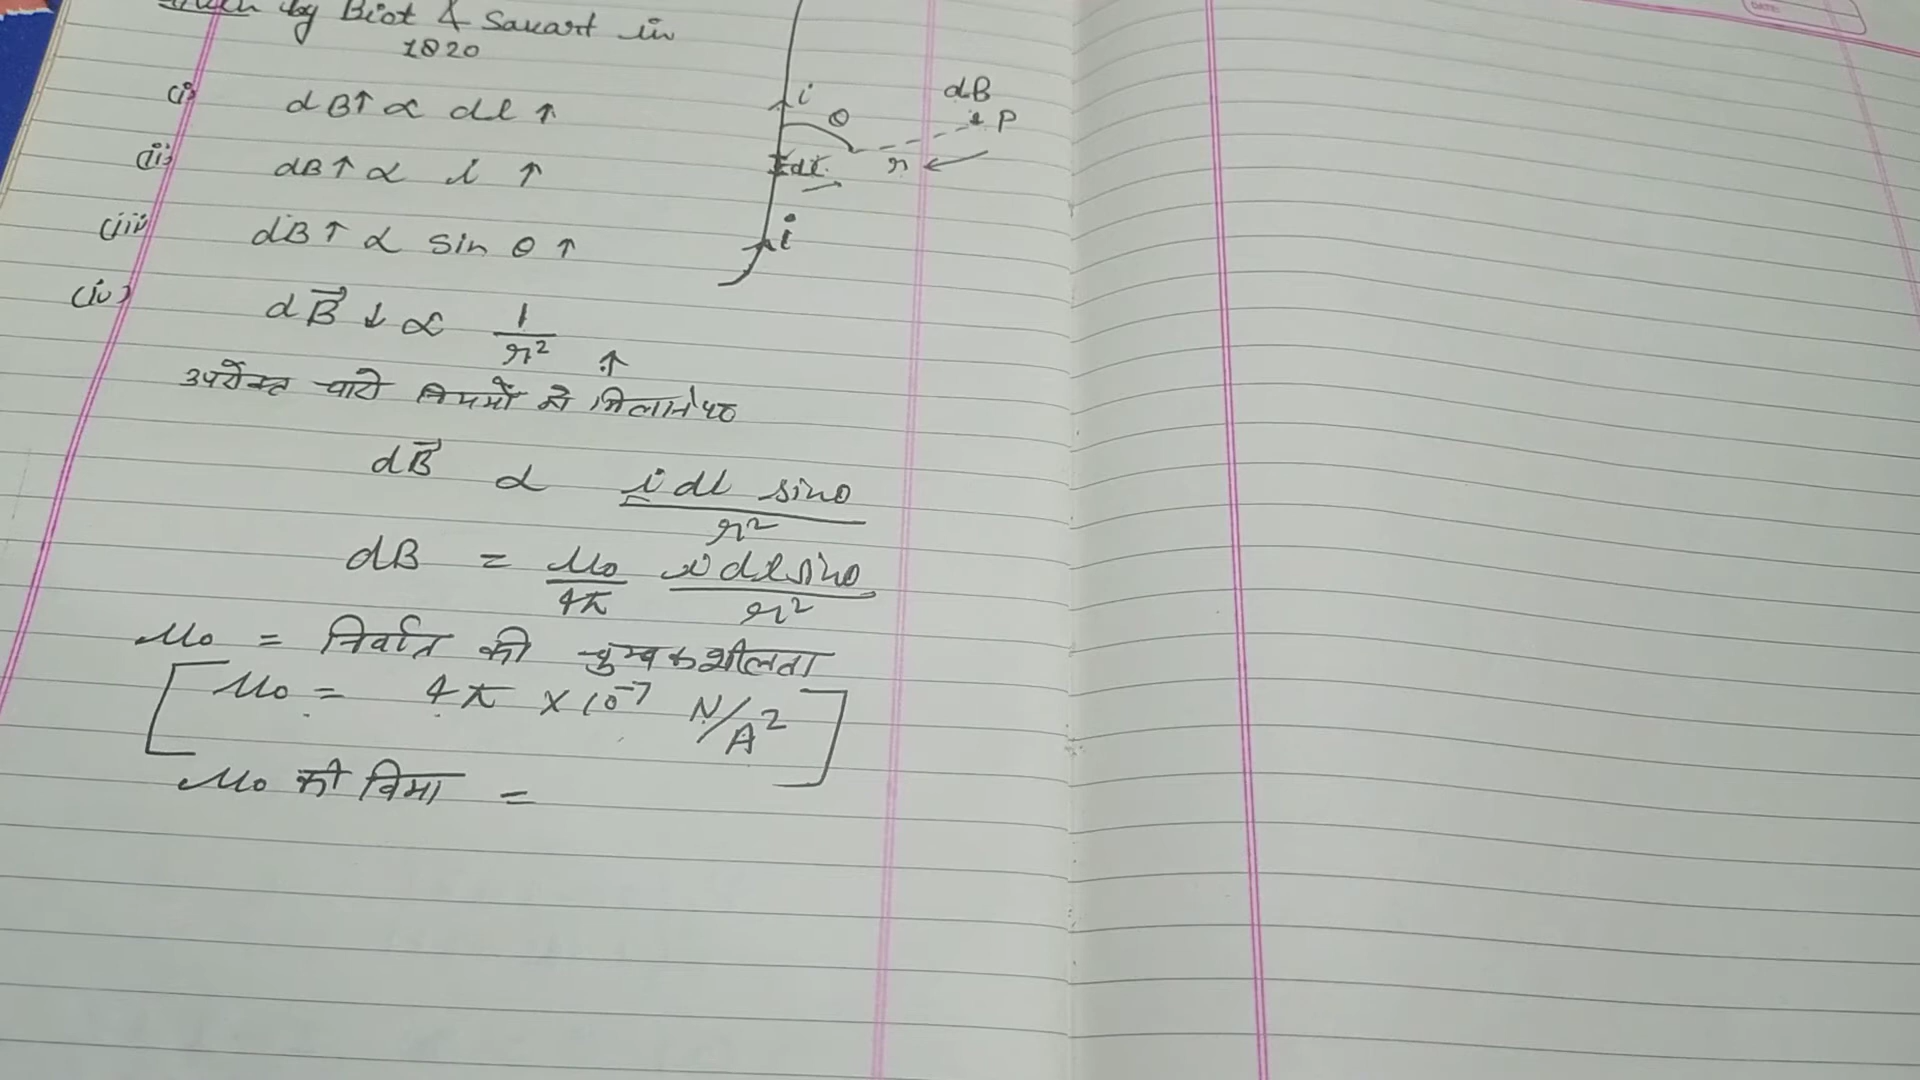 by Biot & Savart in
1820
(i) dB↑ ∝ dl ↑
(ii) dB↑ ∝ i ↑
(iii) dB↑ ∝ sin θ ↑
(iv) dB⃗ ↓ ∝ 1/r² ↑
i
θ
dB
P
dl
r
i
उपरोक्त चारो नियमों को मिलाने पर
dB⃗ ∝ i dl sinθ / r²
dB = μ₀/4π i dl sinθ / r²
μ₀ = निर्वात की चुम्बकशीलता
[μ₀ = 4π × 10⁻⁷ N/A²]
μ₀ की विमा =
DATE: